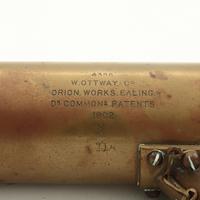 W. OTTWAY & Co
ORION WORKS. EALING.
Dr COMMON'S PATENTS
1902